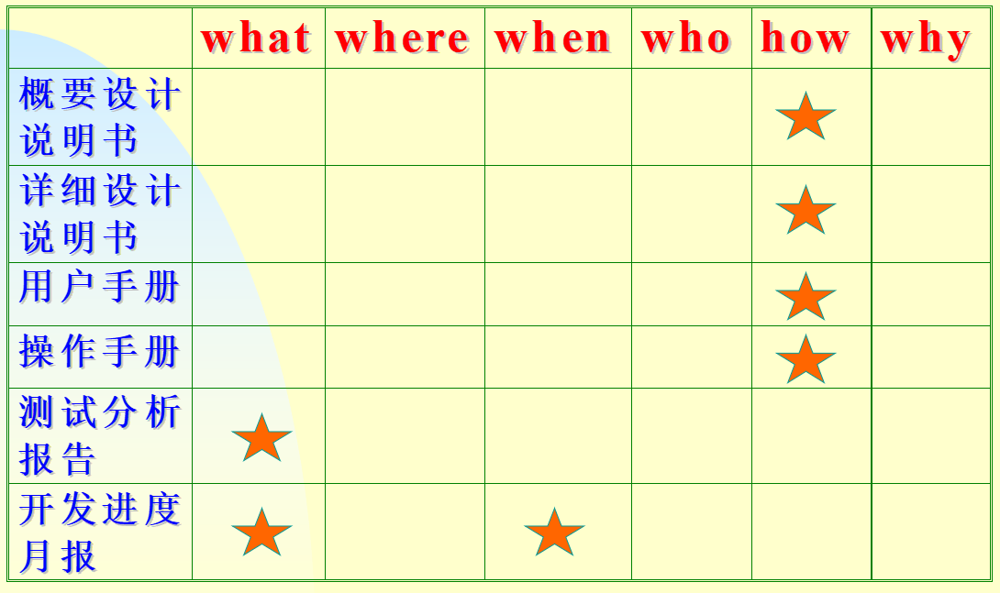 what where when who how why
概要设计
说明书
详细设计
说明书
用户手册
操作手册
测试分析
报告
开发进度
月报